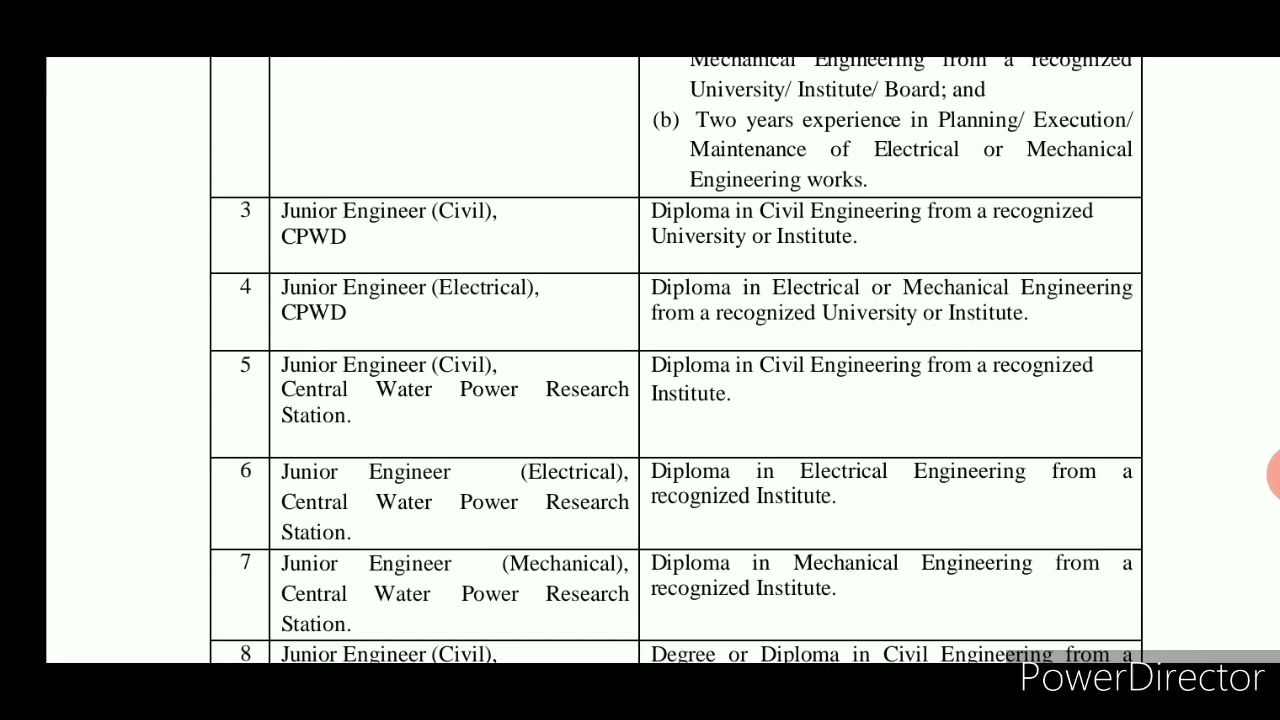 Mechanical Engineering from a recognized
University/ Institute/ Board; and
(b) Two years experience in Planning/ Execution/
Maintenance of Electrical or Mechanical
Engineering works.
3 Junior Engineer (Civil),
CPWD
Diploma in Civil Engineering from a recognized
University or Institute.
4 Junior Engineer (Electrical),
CPWD
Diploma in Electrical or Mechanical Engineering
from a recognized University or Institute.
5 Junior Engineer (Civil),
Central Water Power Research
Station.
Diploma in Civil Engineering from a recognized
Institute.
6 Junior Engineer (Electrical),
Central Water Power Research
Station.
Diploma in Electrical Engineering from a
recognized Institute.
7 Junior Engineer (Mechanical),
Central Water Power Research
Station.
Diploma in Mechanical Engineering from a
recognized Institute.
8 Junior Engineer (Civil),
Degree or Diploma in Civil Engineering from a
PowerDirector